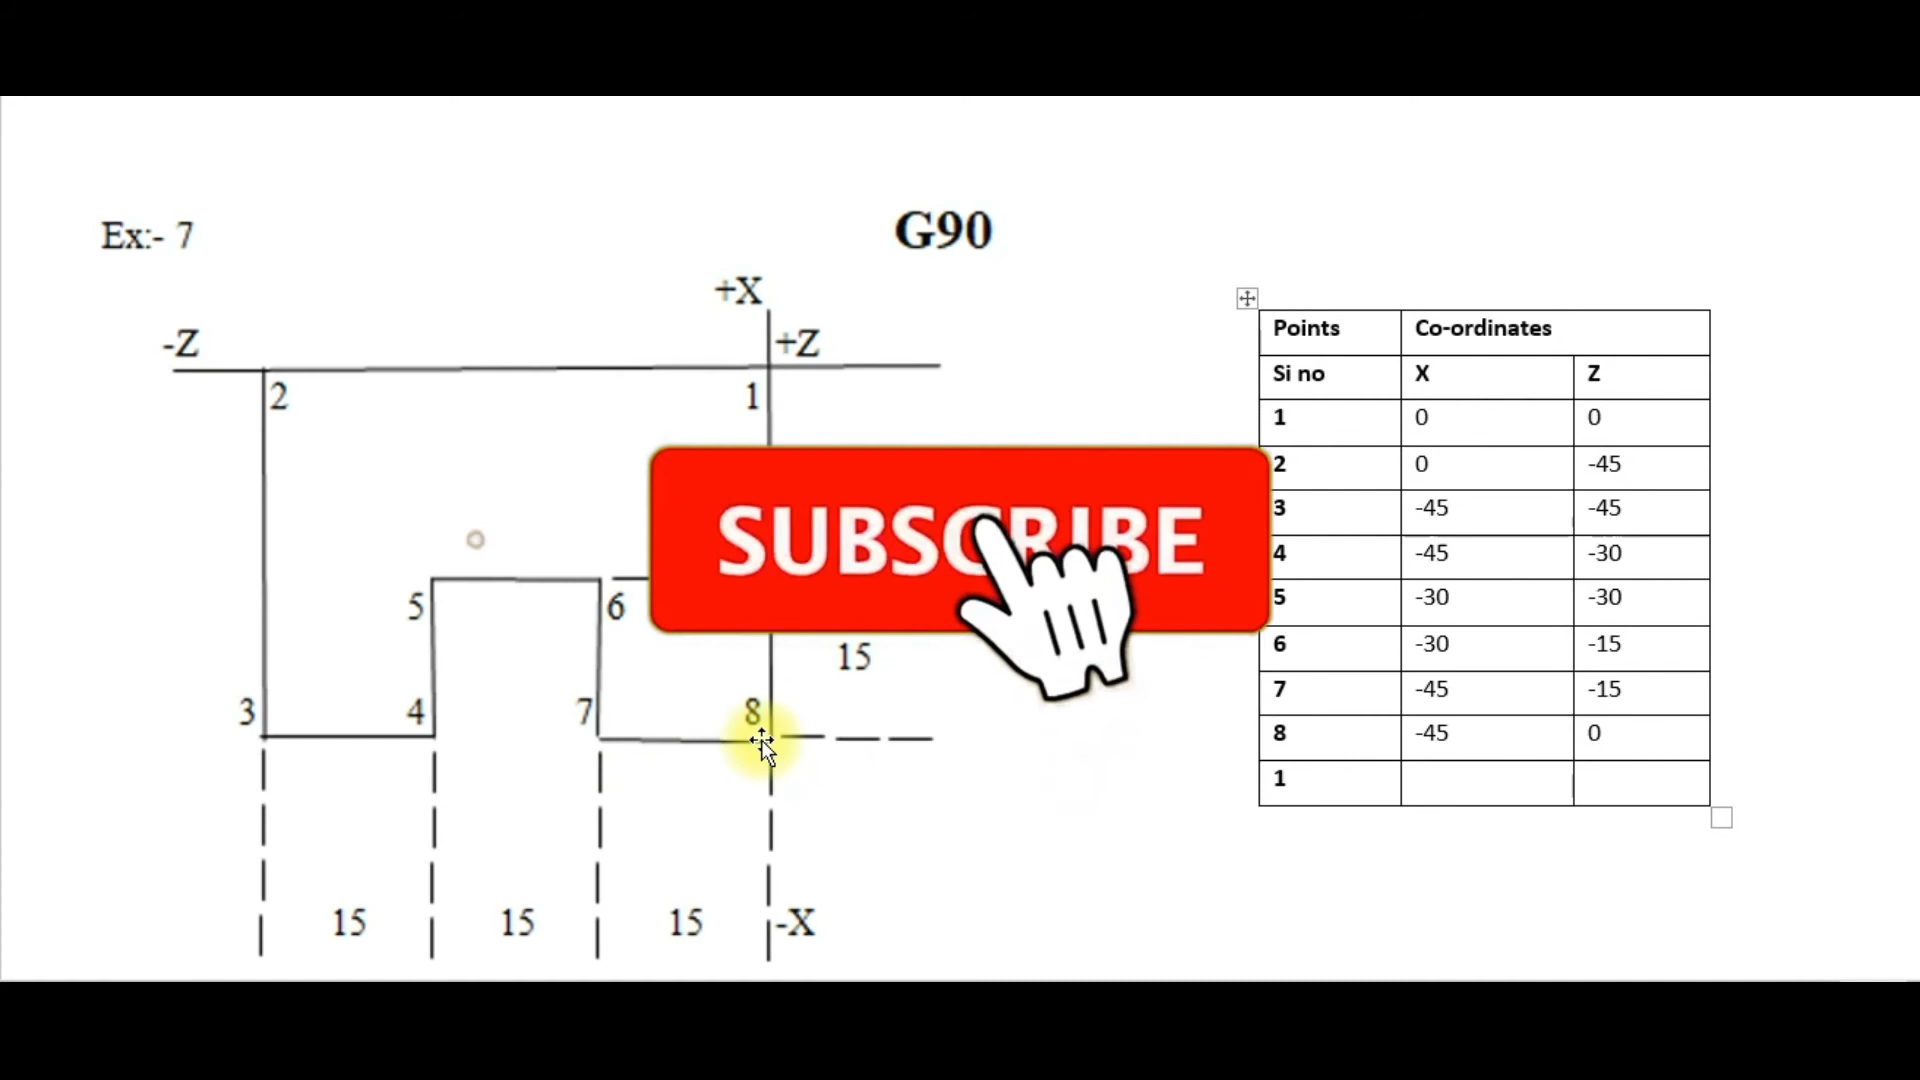 Ex:- 7
G90
+X
-Z
+Z
2
1
SUBSCRIBE
5
6
15
3
4
7
8
15
15
15
-X
Points Co-ordinates
Si no X Z
1 0 0
2 0 -45
3 -45 -45
4 -45 -30
5 -30 -30
6 -30 -15
7 -45 -15
8 -45 0
1